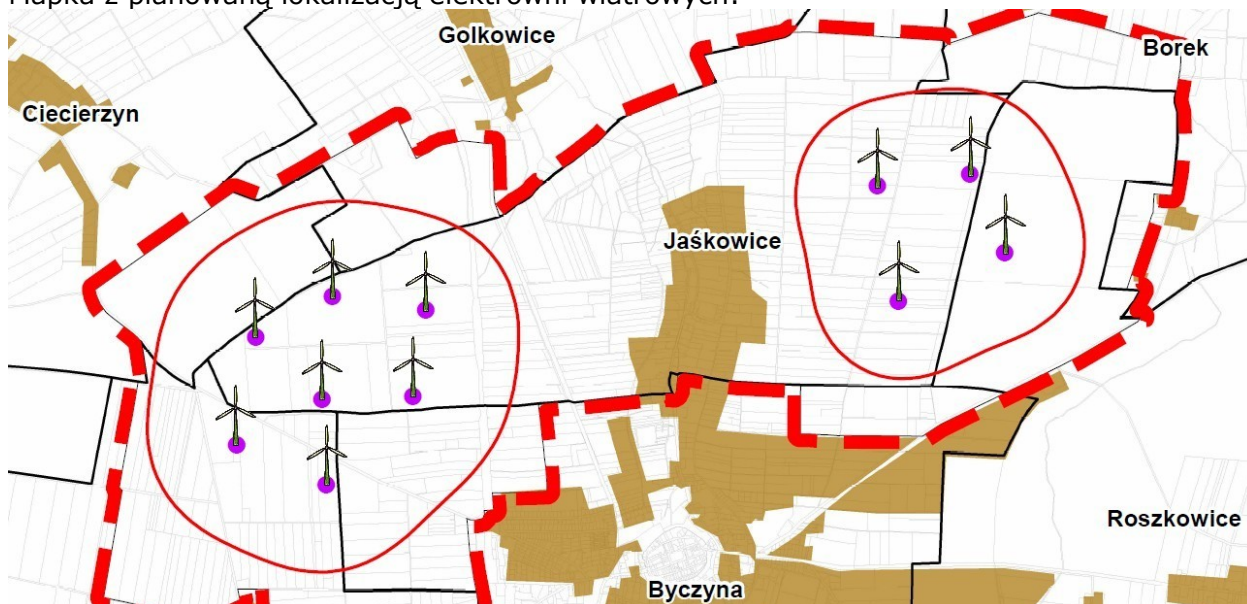 Mapka z planowaną lokalizacją elektrowni wiatrowych:
Golkowice
Borek
Ciecierzyn
Jaśkowice
Roszkowice
Byczyna